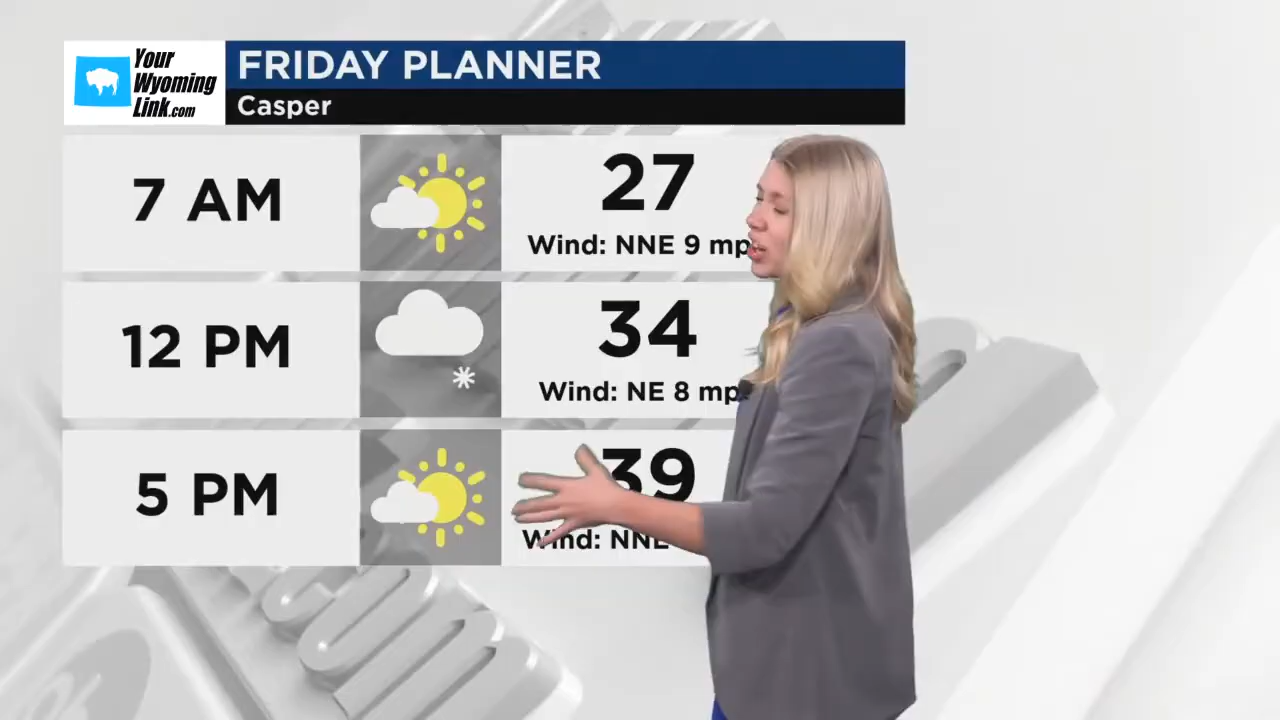 Your
Wyoming
Link.com
FRIDAY PLANNER
Casper
7 AM
27
Wind: NNE 9 mp
12 PM
34
Wind: NE 8 mp
5 PM
39
Wind: NNE